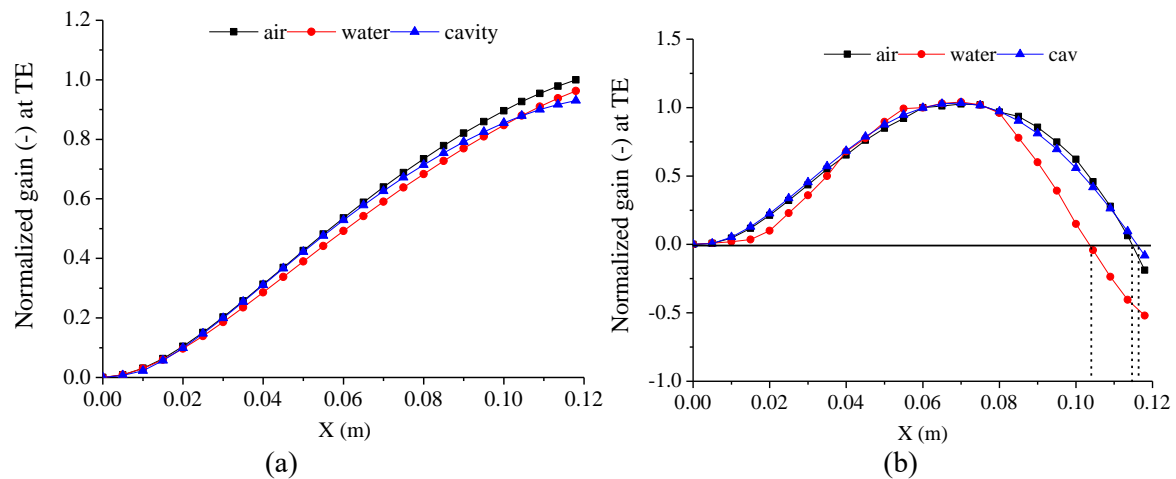 air water cavity
Normalized gain (-) at TE
1.0
0.8
0.6
0.4
0.2
0.0
0.00 0.02 0.04 0.06 0.08 0.10 0.12
X (m)
(a)
air water cav
Normalized gain (-) at TE
1.5
1.0
0.5
0.0
-0.5
-1.0
0.00 0.02 0.04 0.06 0.08 0.10 0.12
X (m)
(b)